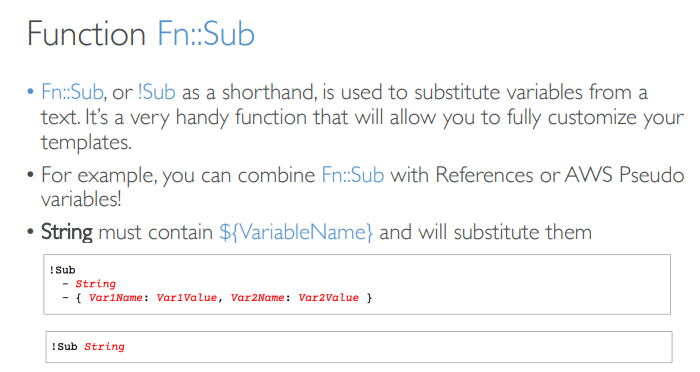 Function Fn::Sub
• Fn::Sub, or !Sub as a shorthand, is used to substitute variables from a
text. It's a very handy function that will allow you to fully customize your
templates.
• For example, you can combine Fn::Sub with References or AWS Pseudo
variables!
• String must contain ${VariableName} and will substitute them
!Sub
- String
- { Var1Name: Var1Value, Var2Name: Var2Value }
!Sub String